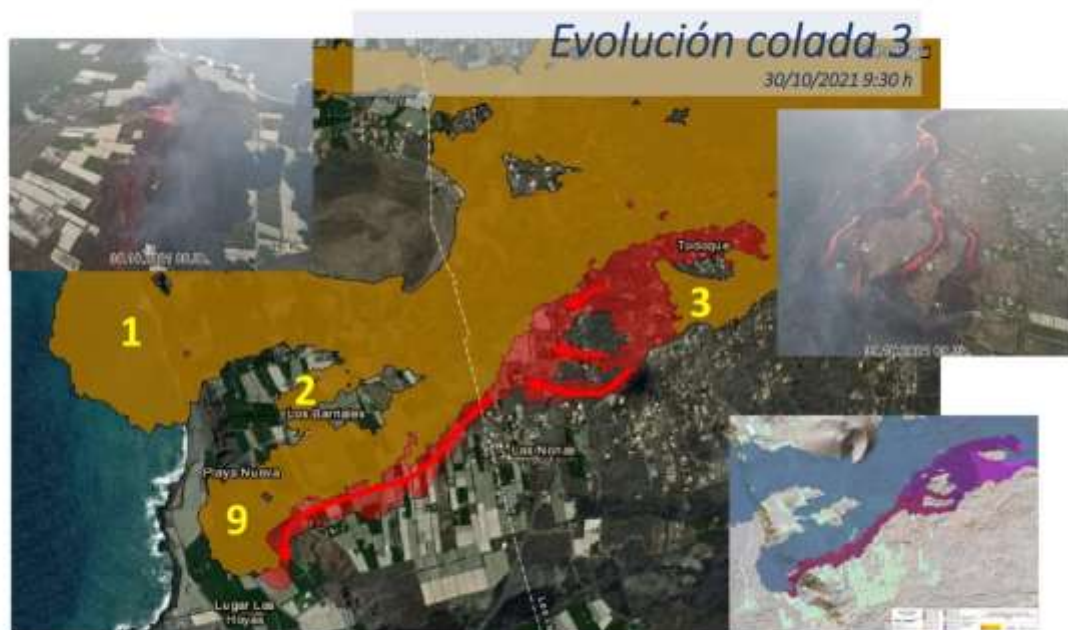 Evolución colada 3
30/10/2021 9:30 h
Todoque
1
3
2
Los Barriales
Las Norias
Playa Nueva
9
Lugar Las
Hoyas